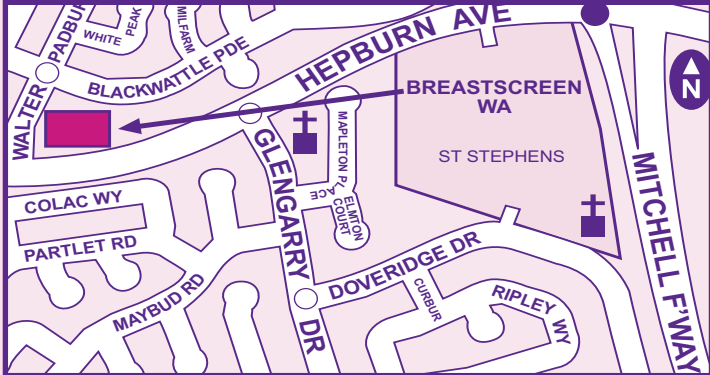 WALTER PADBUR
WHITE
PEAK
MILFARM
BLACKWATTLE PDE
HEPBURN AVE
BREASTSCREEN
WA
N
ST STEPHENS
GLENGARRY DR
MAPLETON PLACE
ELMTON
COURT
COLAC WY
PARTLET RD
MAYBUD RD
DOVERIDGE DR
CURBUR
RIPLEY WY
MITCHELL F'WAY